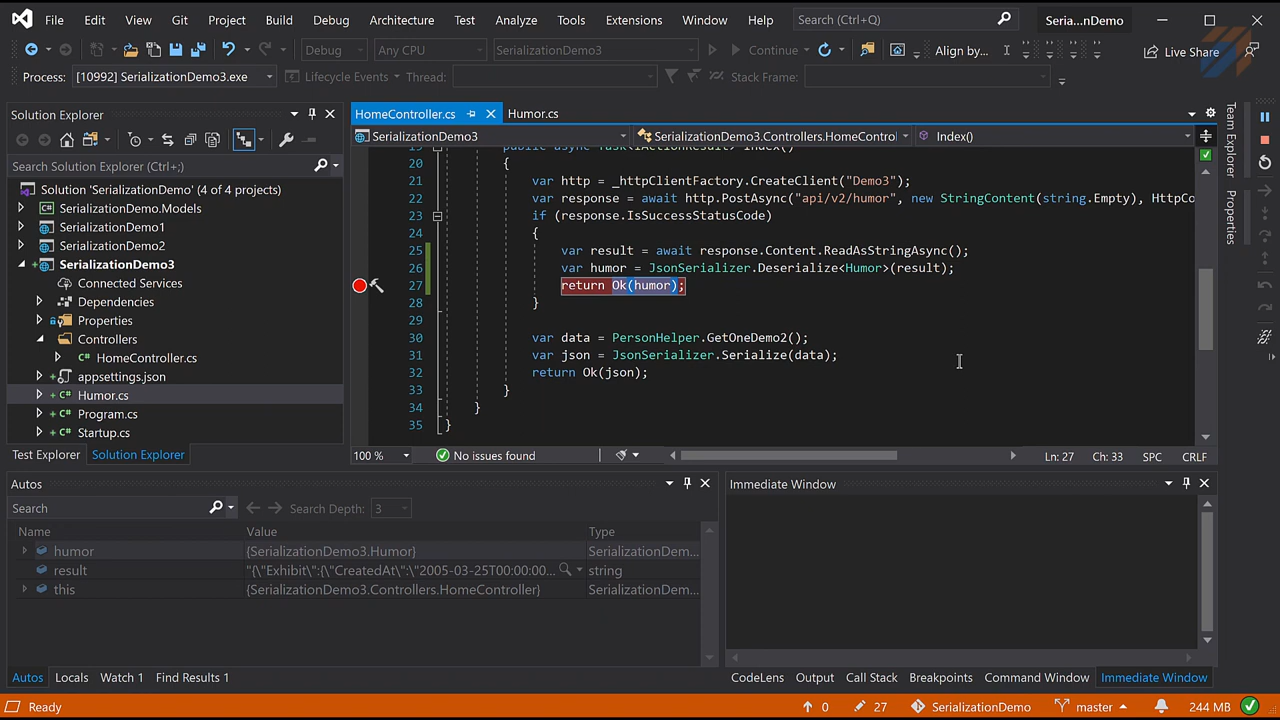 File Edit View Git Project Build Debug Architecture Test Analyze Tools Extensions Window Help Search (Ctrl+Q) Seria...nDemo
Debug Any CPU SerializationDemo3 Continue Align by... Live Share
Process: [10992] SerializationDemo3.exe Lifecycle Events Thread: Stack Frame:
Solution Explorer
Search Solution Explorer (Ctrl+;)
Solution 'SerializationDemo' (4 of 4 projects)
SerializationDemo.Models
SerializationDemo1
SerializationDemo2
SerializationDemo3
Connected Services
Dependencies
Properties
Controllers
HomeController.cs
appsettings.json
Humor.cs
Program.cs
Startup.cs
Test Explorer Solution Explorer
HomeController.cs Humor.cs
SerializationDemo3 SerializationDemo3.Controllers.HomeContro Index()
19 public async Task<IActionResult> Index()
20 {
21 var http = _httpClientFactory.CreateClient("Demo3");
22 var response = await http.PostAsync("api/v2/humor", new StringContent(string.Empty), HttpCo
23 if (response.IsSuccessStatusCode)
24 {
25 var result = await response.Content.ReadAsStringAsync();
26 var humor = JsonSerializer.Deserialize<Humor>(result);
27 return Ok(humor);
28 }
29
30 var data = PersonHelper.GetOneDemo2();
31 var json = JsonSerializer.Serialize(data);
32 return Ok(json);
33 }
34 }
35 }
100 % No issues found Ln: 27 Ch: 33 SPC CRLF
Team Explorer
Properties
Autos
Search Search Depth: 3
Name Value Type
humor {SerializationDemo3.Humor} SerializationDem...
result "{\"Exhibit\":{\"CreatedAt\":\"2005-03-25T00:00:00... string
this {SerializationDemo3.Controllers.HomeController} SerializationDem...
Autos Locals Watch 1 Find Results 1
Immediate Window
CodeLens Output Call Stack Breakpoints Command Window Immediate Window
Ready 0 27 SerializationDemo master 244 MB